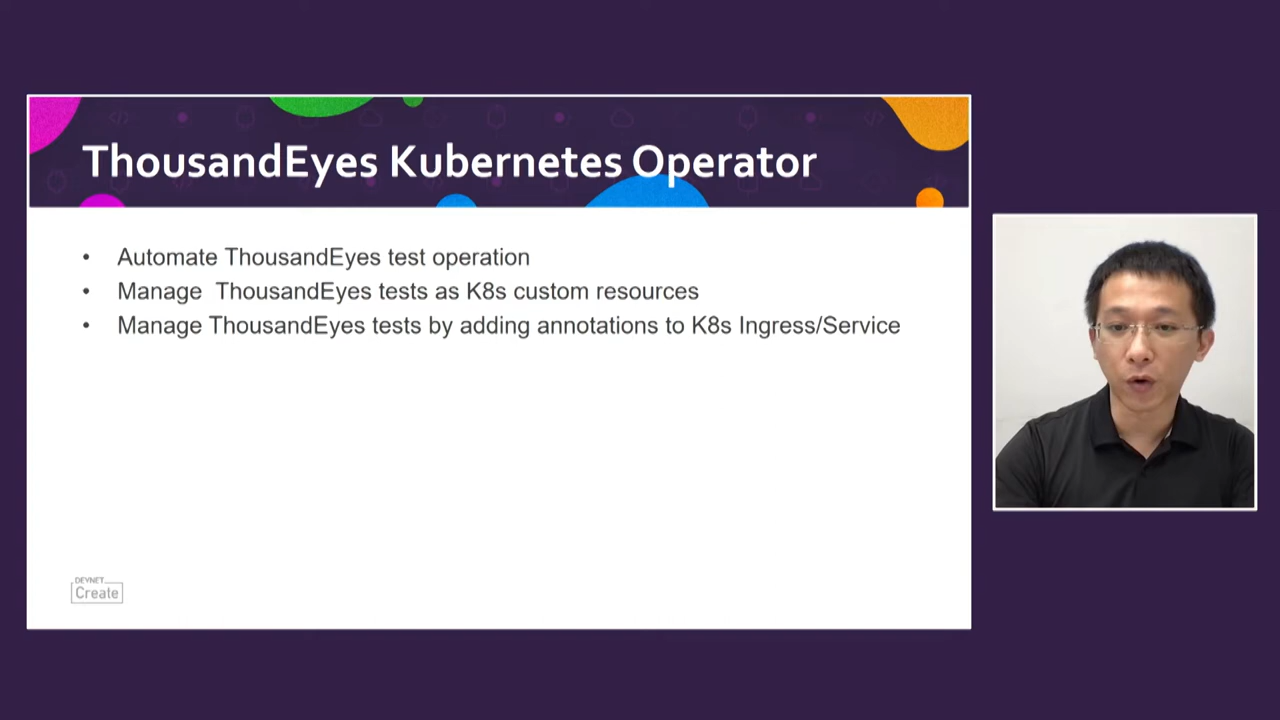 ThousandEyes Kubernetes Operator
• Automate ThousandEyes test operation
• Manage  ThousandEyes tests as K8s custom resources
• Manage ThousandEyes tests by adding annotations to K8s Ingress/Service
DEVNET
Create